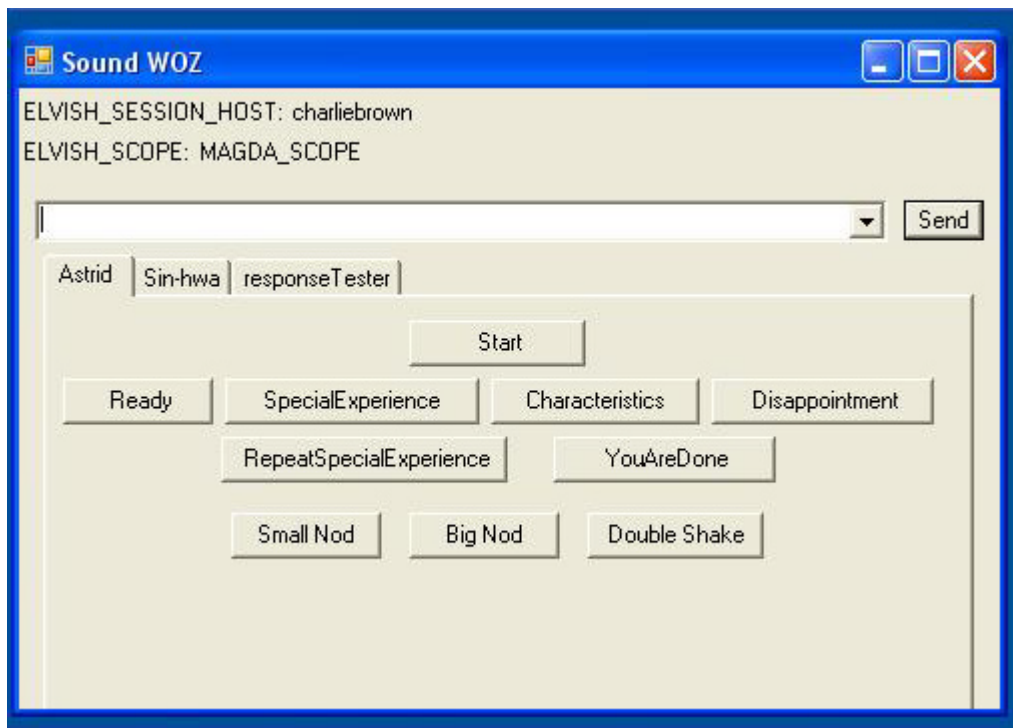 Sound WOZ
ELVISH_SESSION_HOST: charliebrown
ELVISH_SCOPE: MAGDA_SCOPE
Send
Astrid Sin-hwa responseTester
Start
Ready SpecialExperience Characteristics Disappointment
RepeatSpecialExperience YouAreDone
Small Nod Big Nod Double Shake